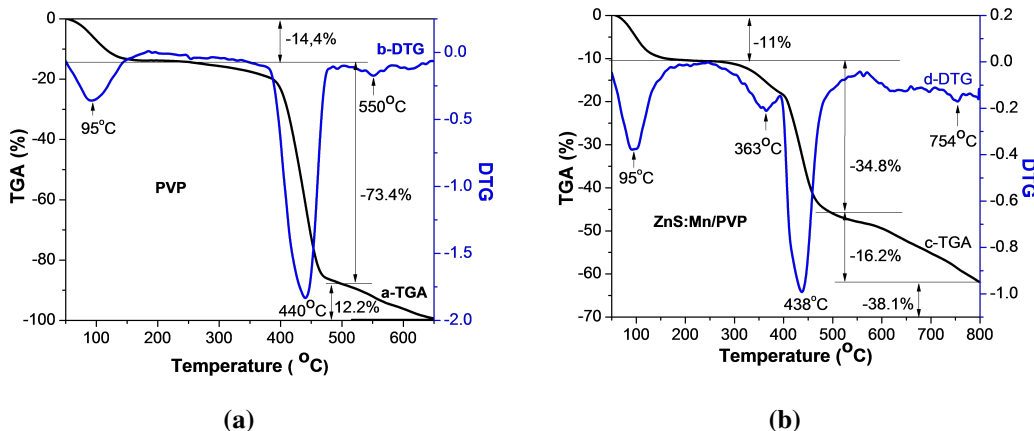 0
-20
-40
-60
-80
-100
TGA (%)
100
200
300
400
500
600
Temperature ( °C)
0.0
-0.5
-1.0
-1.5
-2.0
DTG
-14,4%
b-DTG
95°C
550°C
PVP
-73.4%
a-TGA
440°C
12.2%
(a)
0
-10
-20
-30
-40
-50
-60
-70
TGA (%)
100
200
300
400
500
600
700
800
Temperature (°C)
0.2
0.0
-0.2
-0.4
-0.6
-0.8
-1.0
DTG
-11%
d-DTG
363°C
754°C
95°C
-34.8%
ZnS:Mn/PVP
c-TGA
-16.2%
438°C
-38.1%
(b)